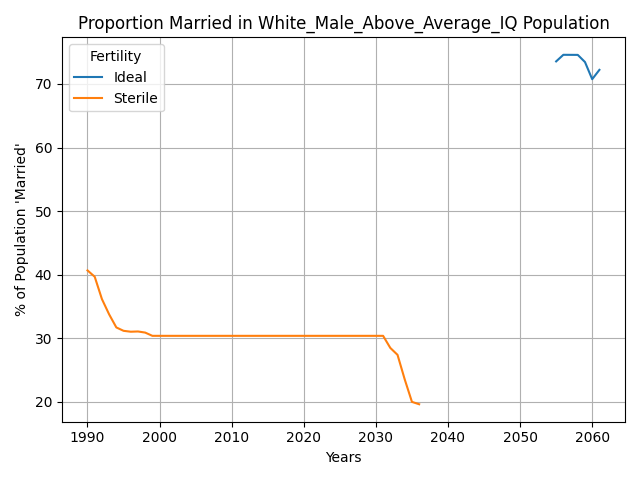 Proportion Married in White_Male_Above_Average_IQ Population
Fertility
Ideal
Sterile
% of Population 'Married'
70
60
50
40
30
20
1990 2000 2010 2020 2030 2040 2050 2060
Years